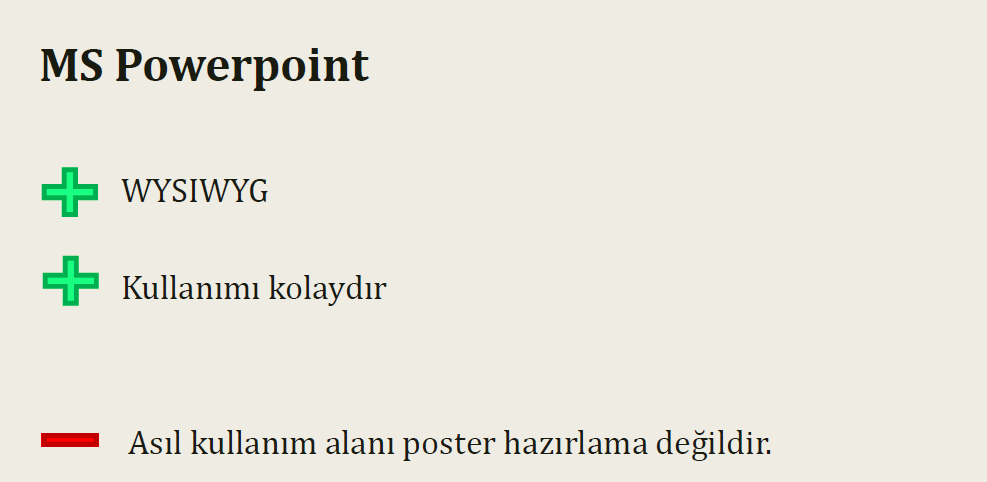 MS Powerpoint
WYSIWYG
Kullanımı kolaydır
Asıl kullanım alanı poster hazırlama değildir.